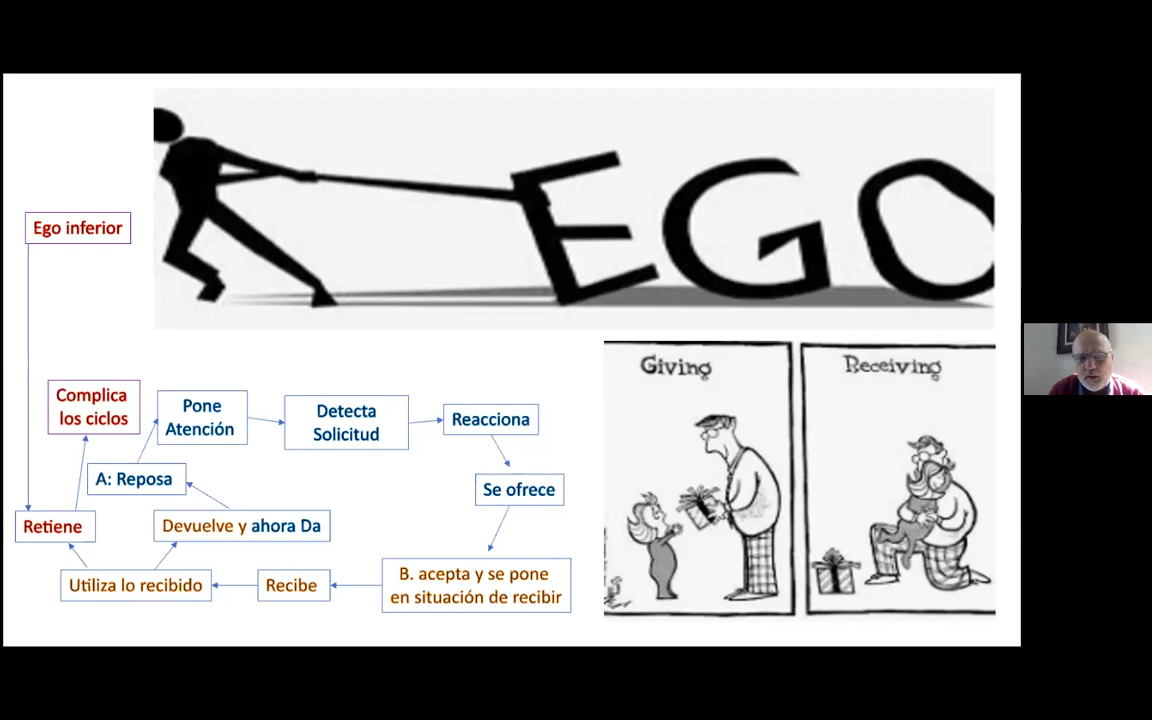 EGO
Ego inferior
Giving
Receiving
Complica
los ciclos
Pone
Atención
Detecta
Solicitud
Reacciona
A: Reposa
Se ofrece
Retiene
Devuelve y ahora Da
Utiliza lo recibido
Recibe
B. acepta y se pone
en situación de recibir